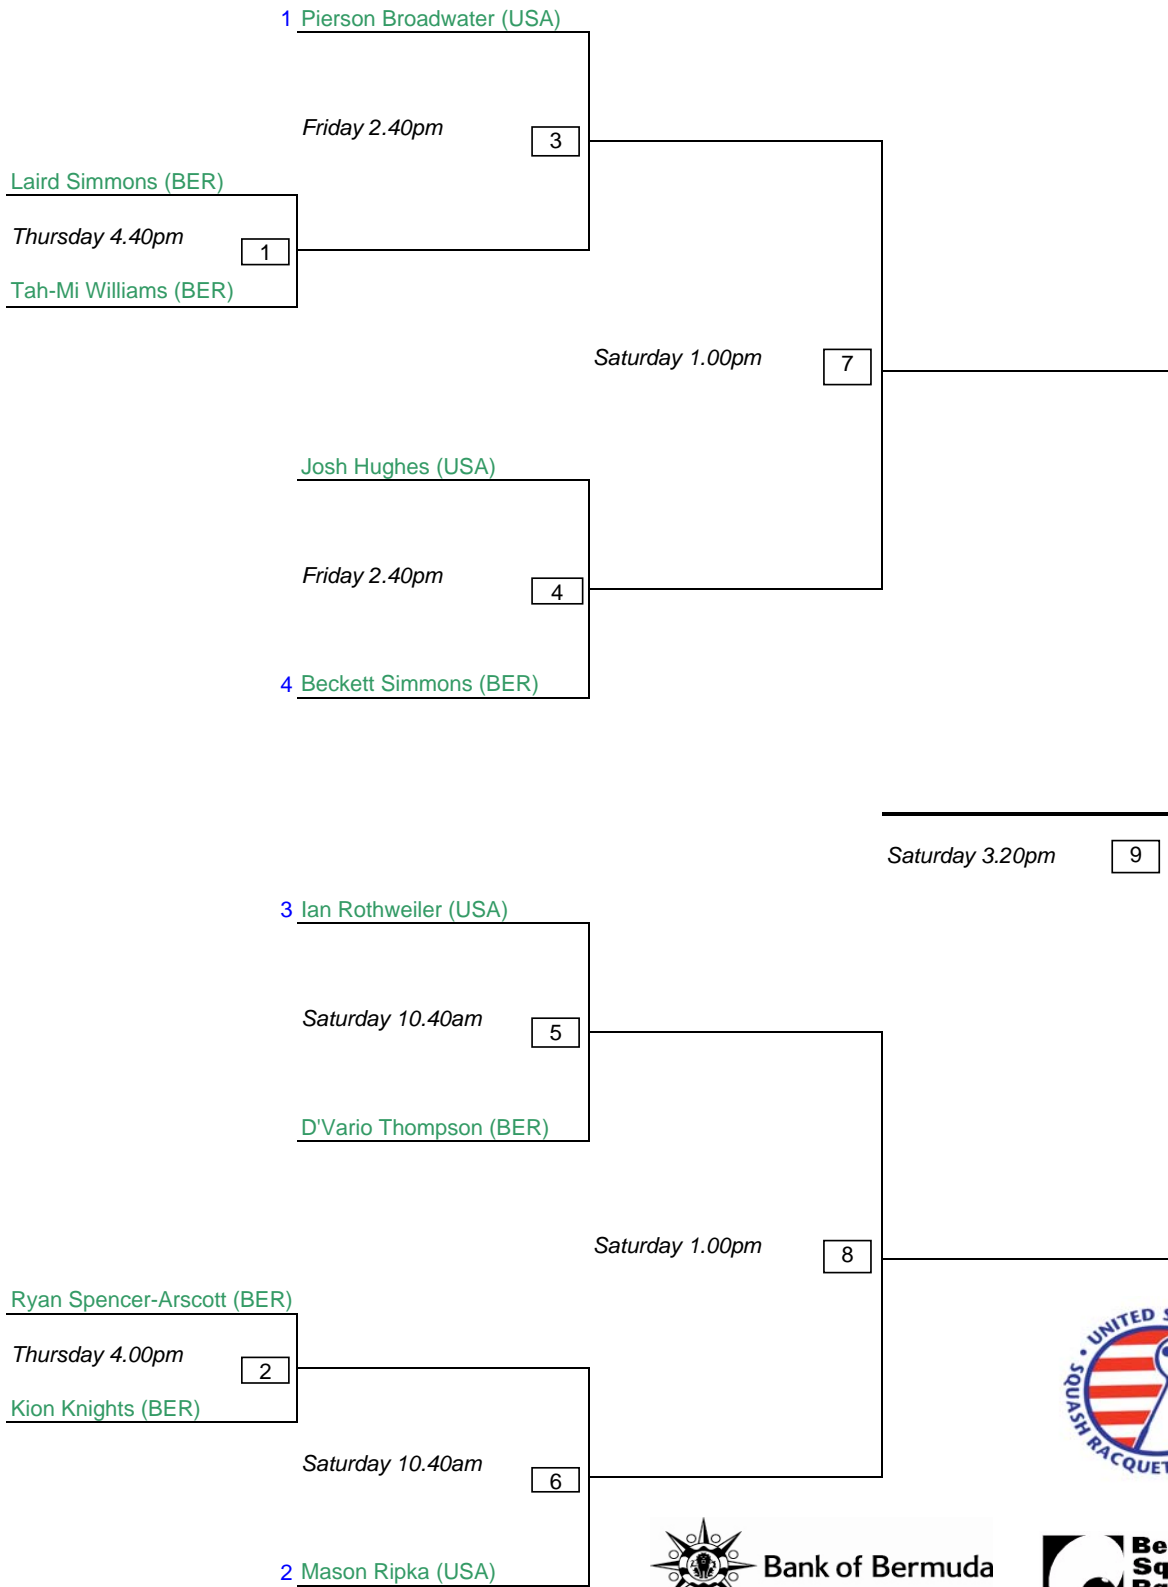 1 Pierson Broadwater (USA)
Friday 2.40pm
3
Laird Simmons (BER)
Thursday 4.40pm
1
Tah-Mi Williams (BER)
Saturday 1.00pm
7
Josh Hughes (USA)
Friday 2.40pm
4
4 Beckett Simmons (BER)
Saturday 3.20pm
9
3 Ian Rothweiler (USA)
Saturday 10.40am
5
D'Vario Thompson (BER)
Saturday 1.00pm
8
Ryan Spencer-Arscott (BER)
Thursday 4.00pm
2
Kion Knights (BER)
Saturday 10.40am
6
2 Mason Ripka (USA)
UNITED
SQUASH
Bank of Bermuda